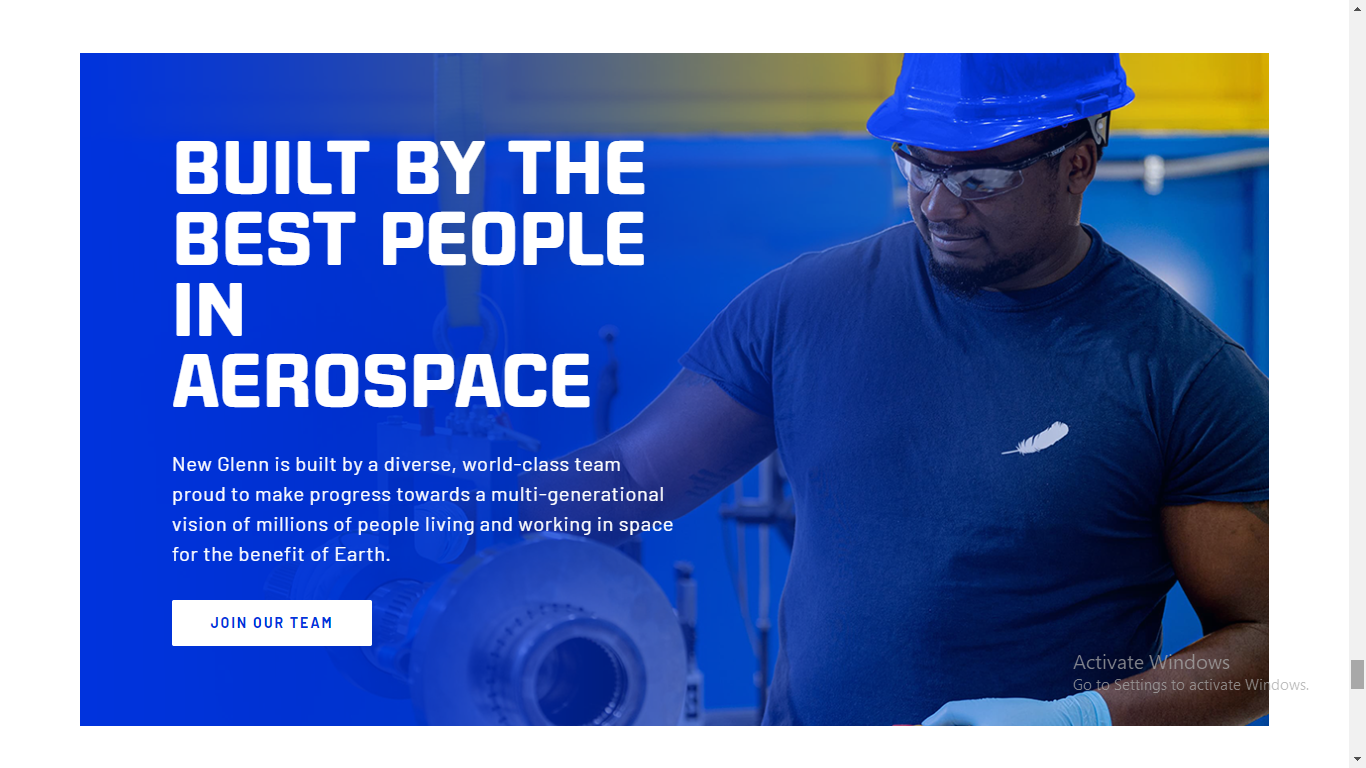 BUILT BY THE
BEST PEOPLE
IN
AEROSPACE
New Glenn is built by a diverse, world-class team
proud to make progress towards a multi-generational
vision of millions of people living and working in space
for the benefit of Earth.
JOIN OUR TEAM
Activate Windows
Go to Settings to activate Windows.